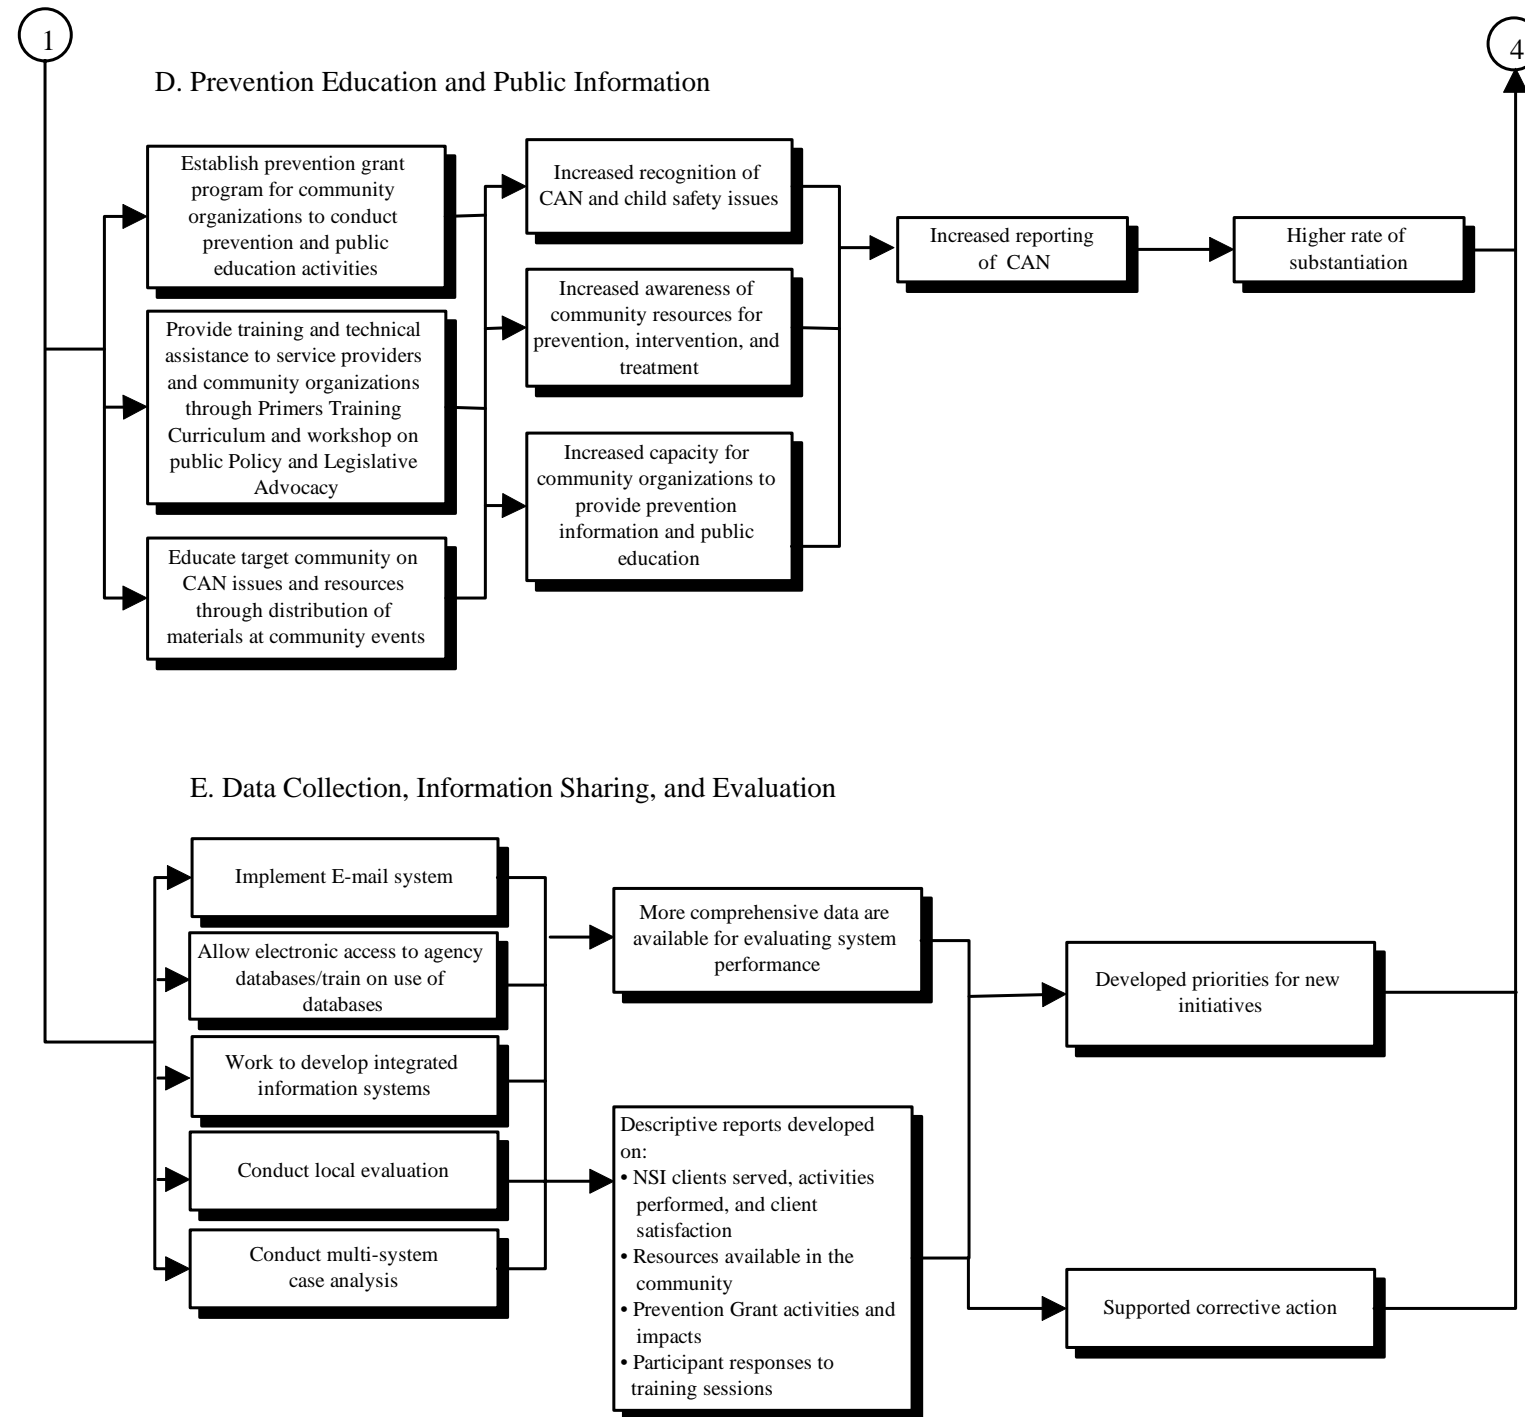 1
4
D. Prevention Education and Public Information
Establish prevention grant
program for community
organizations to conduct
prevention and public
education activities
Provide training and technical
assistance to service providers
and community organizations
through Primers Training
Curriculum and workshop on
public Policy and Legislative
Advocacy
Educate target community on
CAN issues and resources
through distribution of
materials at community events
Increased recognition of
CAN and child safety issues
Increased awareness of
community resources for
prevention, intervention, and
treatment
Increased capacity for
community organizations to
provide prevention
information and public
education
Increased reporting
of CAN
Higher rate of
substantiation
E. Data Collection, Information Sharing, and Evaluation
Implement E-mail system
Allow electronic access to agency
databases/train on use of
databases
Work to develop integrated
information systems
Conduct local evaluation
Conduct multi-system
case analysis
More comprehensive data are
available for evaluating system
performance
Descriptive reports developed
on:
• NSI clients served, activities
performed, and client
satisfaction
• Resources available in the
community
• Prevention Grant activities and
impacts
• Participant responses to
training sessions
Developed priorities for new
initiatives
Supported corrective action